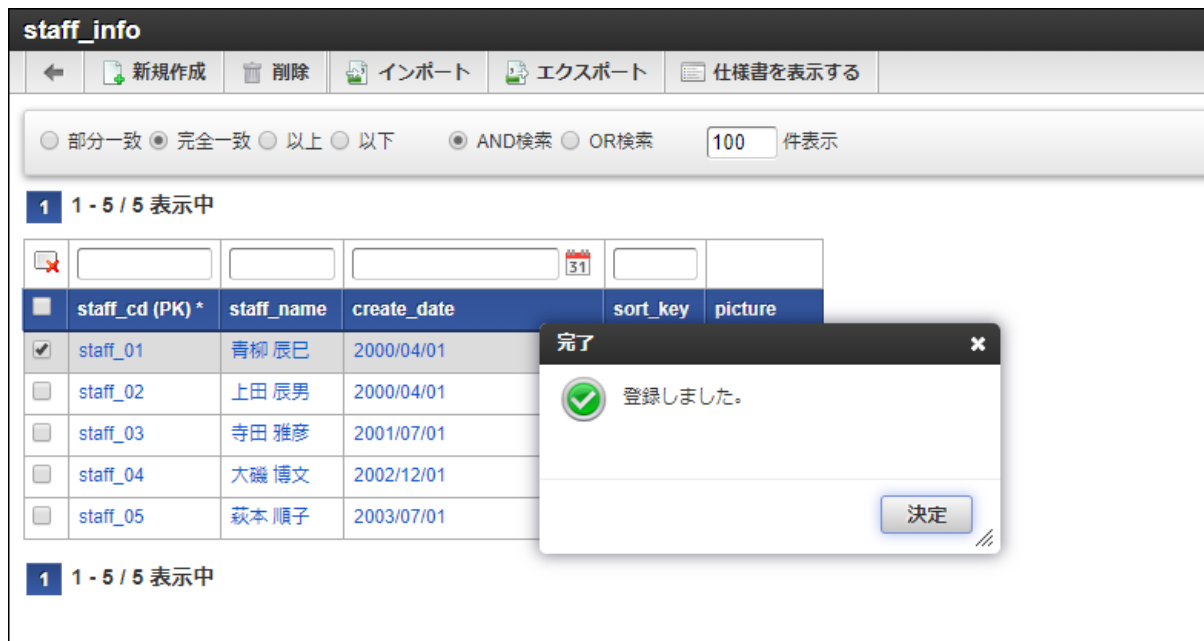 staff_info
新規作成 削除 インポート エクスポート 仕様書を表示する
部分一致 完全一致 以上 以下 AND検索 OR検索 100 件表示
1 1 - 5 / 5 表示中
31
staff_cd (PK) * staff_name create_date sort_key picture
staff_01 青柳 辰巳 2000/04/01
staff_02 上田 辰男 2000/04/01
staff_03 寺田 雅彦 2001/07/01
staff_04 大磯 博文 2002/12/01
staff_05 萩本 順子 2003/07/01
完了
登録しました。
決定
1 1 - 5 / 5 表示中